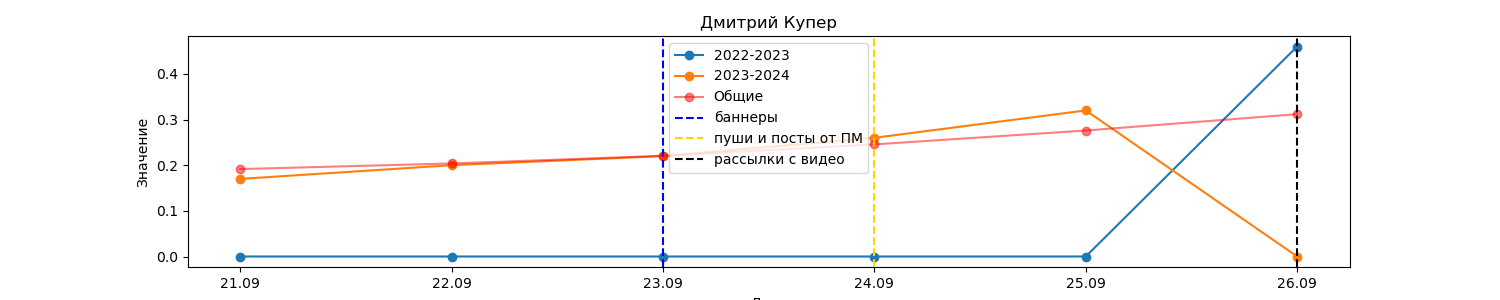 Дмитрий Купер
Значение
0.4
0.3
0.2
0.1
0.0
2022-2023
2023-2024
Общие
баннеры
пуши и посты от ПМ
рассылки с видео
21.09 22.09 23.09 24.09 25.09 26.09